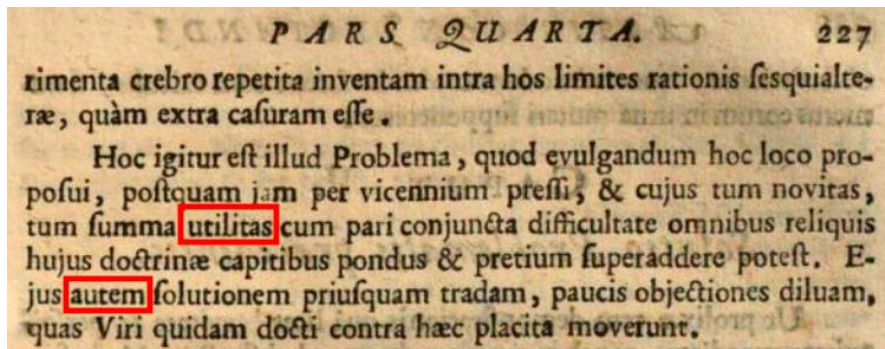 PARS QUARTA. 227
rimenta crebro repetita inventam intra hos limites rationis ſesquialte-
ræ, quàm extra caſuram eſſe.
Hoc igitur eſt illud Problema, quod evulgandum hoc loco pro-
poſui, poſtquam jam per vicennium preſſi, & cujus tum novitas,
tum ſumma utilitas cum pari conjuncta difficultate omnibus reliquis
hujus doctrinæ capitibus pondus & pretium ſuperaddere poteſt. E-
jus autem ſolutionem priuſquam tradam, paucis objectiones diluam,
quas Viri quidam docti contra hæc placita moverunt.